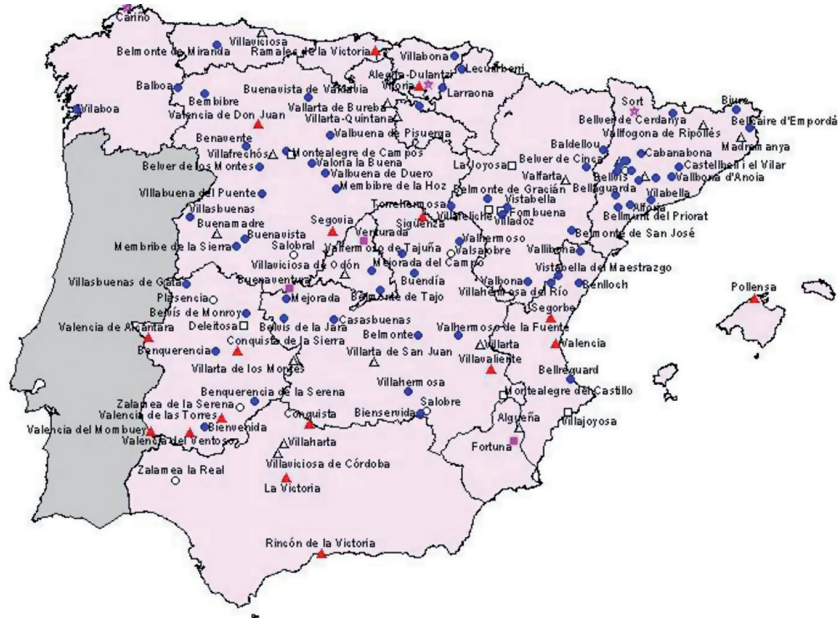 Cariño
Villaviciosa
Belmonte de Miranda
Ramales de la Victoria
Villabona
Lecumberri
Alegría-Dulantzi
Vitoria
Larraona
Balboa
Bembibre
Buenavista de Valdavia
Vallarta de Bureba
Villarta-Quintana
Vilaboa
Valencia de Don Juan
Valbuena de Pisuerga
Benavente
Villafrechós
Montealegre de Campos
Belver de los Montes
Valoria la Buena
Valbuena de Duero
Villabuena del Puente
Membibre de la Hoz
Sort
Biure
Bellver de Cerdanya
Bellcaire d'Empordá
Vallfogona de Ripollés
Madremanya
Baldellou
Cabanabona
La Joyosa
Belver de Cinca
Castellbell i el Vilar
Valfarta
Bellvis
Vallbona d'Anoia
Belmonte de Gracián
Bellaguarda
Vilabella
Vistabella
Torrehermosa
Villafeliche
Fombuena
Alforja
Villadoz
Bellmunt del Priorat
Villasbuenas
Segovia
Sigüenza
Buenamadre
Venturada
Belmonte de San José
Buenavista
Valhermoso
Membribe de la Sierra
Salobral
Valhermoso de Tajuña
Valsalobre
Vallibona
Villaviciosa de Odón
Mejorada del Campo
Vistabella del Maestrazgo
Villasbuenas de Gata
Buenaventura
Buendía
Valbona
Benlloch
Plasencia
Mejorada
Belmonte de Tajo
Villahermosa del Río
Pollensa
Belvís de Monroy
Segorbe
Valencia de Alcántara
Deleitosa
Belvís de la Jara
Casasbuenas
Belmonte
Valhermoso de la Fuente
Conquista de la Sierra
Valencia
Benquerencia
Villarta de San Juan
Villarta
Villarta de los Montes
Villavaliente
Bellreguard
Benquerencia de la Serena
Villahermosa
Montealegre del Castillo
Zalamea de la Serena
Salobre
Valencia de las Torres
Conquista
Bienservida
Villajoyosa
Valencia del Mombuey
Bienvenida
Algueña
Valencia del Ventoso
Villaharta
Fortuna
Zalamea la Real
Villaviciosa de Córdoba
La Victoria
Rincón de la Victoria